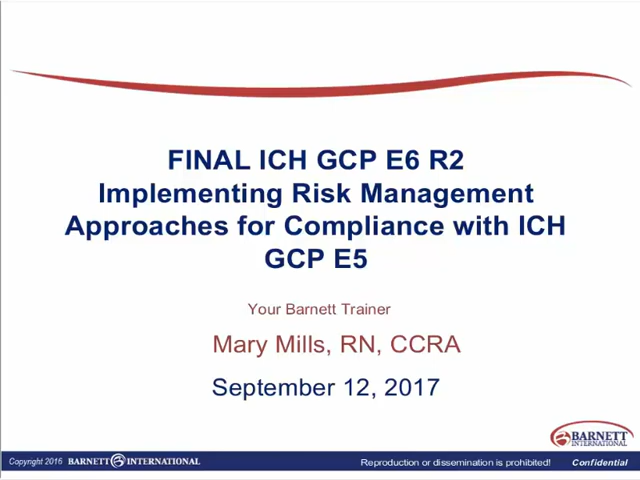 FINAL ICH GCP E6 R2
Implementing Risk Management
Approaches for Compliance with ICH
GCP E5
Your Barnett Trainer
Mary Mills, RN, CCRA
September 12, 2017
BARNETT
INTERNATIONAL
Copyright 2016 BARNETT INTERNATIONAL
Reproduction or dissemination is prohibited! Confidential